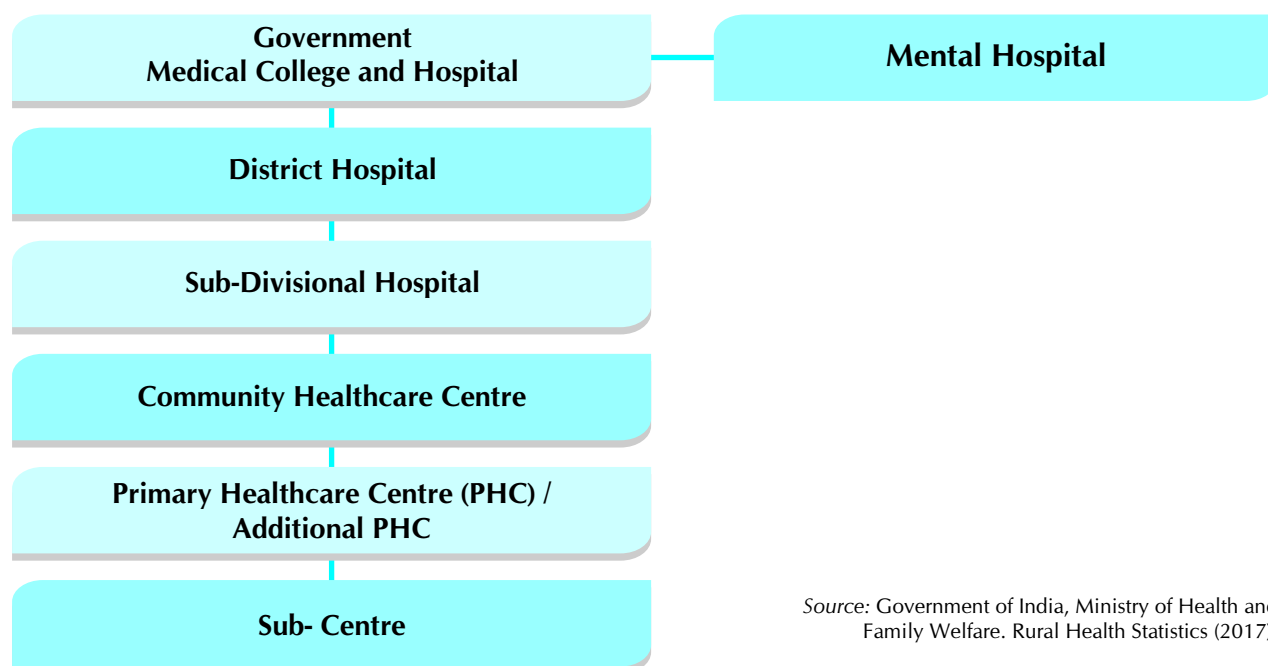 Government
Medical College and Hospital
Mental Hospital
District Hospital
Sub-Divisional Hospital
Community Healthcare Centre
Primary Healthcare Centre (PHC) /
Additional PHC
Sub- Centre
Source: Government of India, Ministry of Health and
Family Welfare. Rural Health Statistics (2017)